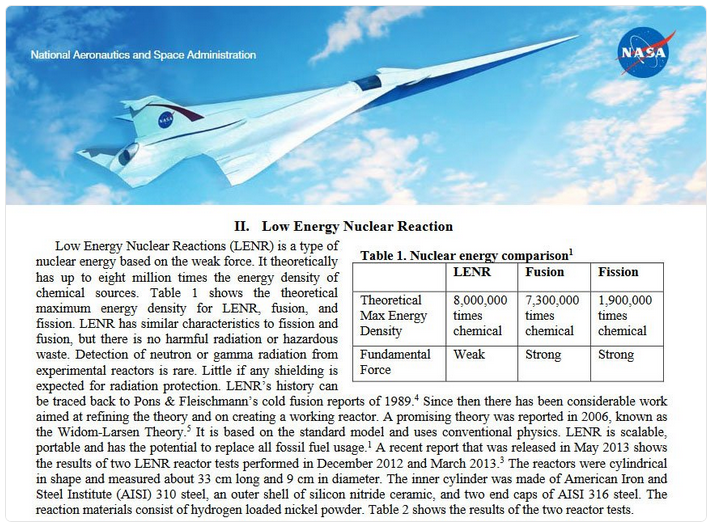 National Aeronautics and Space Administration
NASA
NASA
II. Low Energy Nuclear Reaction
Low Energy Nuclear Reactions (LENR) is a type of
nuclear energy based on the weak force. It theoretically
has up to eight million times the energy density of
chemical sources. Table 1 shows the theoretical
maximum energy density for LENR, fusion, and
fission. LENR has similar characteristics to fission and
fusion, but there is no harmful radiation or hazardous
waste. Detection of neutron or gamma radiation from
experimental reactors is rare. Little if any shielding is
expected for radiation protection. LENR's history can
Table 1. Nuclear energy comparison¹
LENR Fusion Fission
Theoretical 8,000,000 7,300,000 1,900,000
Max Energy times times times
Density chemical chemical chemical
Fundamental Weak Strong Strong
Force
be traced back to Pons & Fleischmann's cold fusion reports of 1989.⁴ Since then there has been considerable work
aimed at refining the theory and on creating a working reactor. A promising theory was reported in 2006, known as
the Widom-Larsen Theory.⁵ It is based on the standard model and uses conventional physics. LENR is scalable,
portable and has the potential to replace all fossil fuel usage.¹ A recent report that was released in May 2013 shows
the results of two LENR reactor tests performed in December 2012 and March 2013.³ The reactors were cylindrical
in shape and measured about 33 cm long and 9 cm in diameter. The inner cylinder was made of American Iron and
Steel Institute (AISI) 310 steel, an outer shell of silicon nitride ceramic, and two end caps of AISI 316 steel. The
reaction materials consist of hydrogen loaded nickel powder. Table 2 shows the results of the two reactor tests.